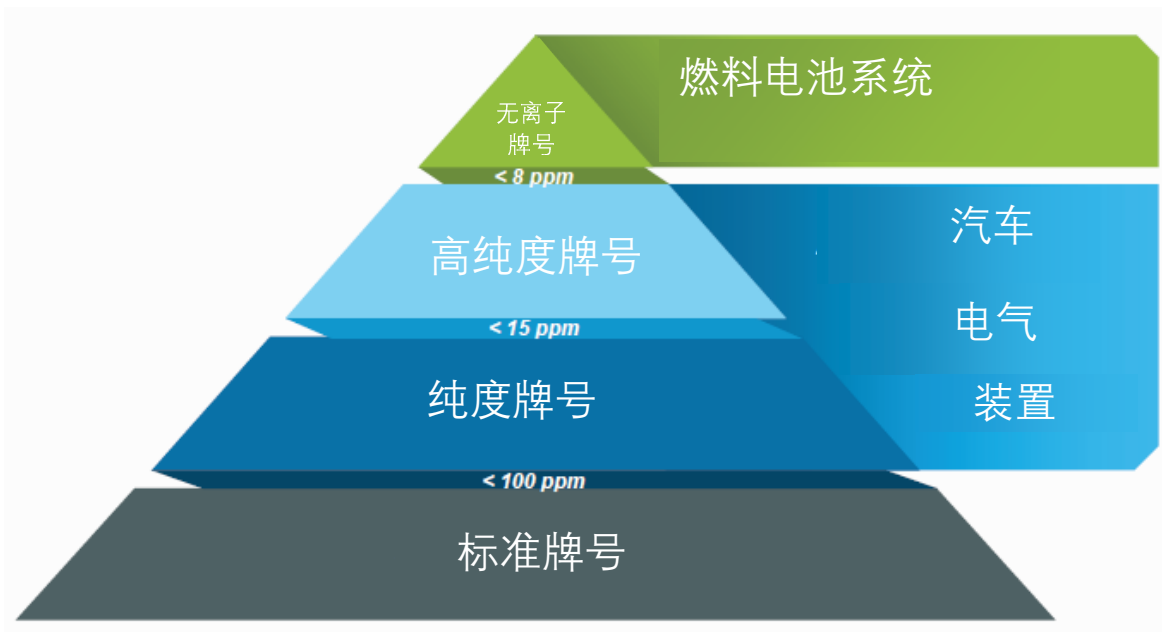 燃料电池系统
无离子
牌号
< 8 ppm
汽车
高纯度牌号
< 15 ppm
电气
纯度牌号
装置
< 100 ppm
标准牌号